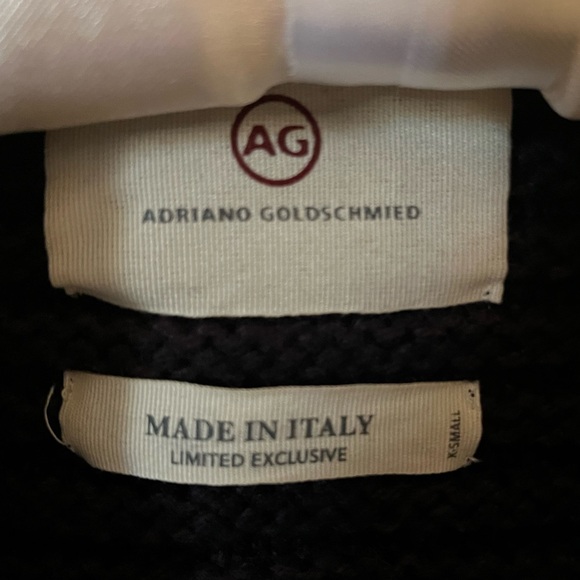 AG
ADRIANO GOLDSCHMIED
MADE IN ITALY
LIMITED EXCLUSIVE
X-SMALL